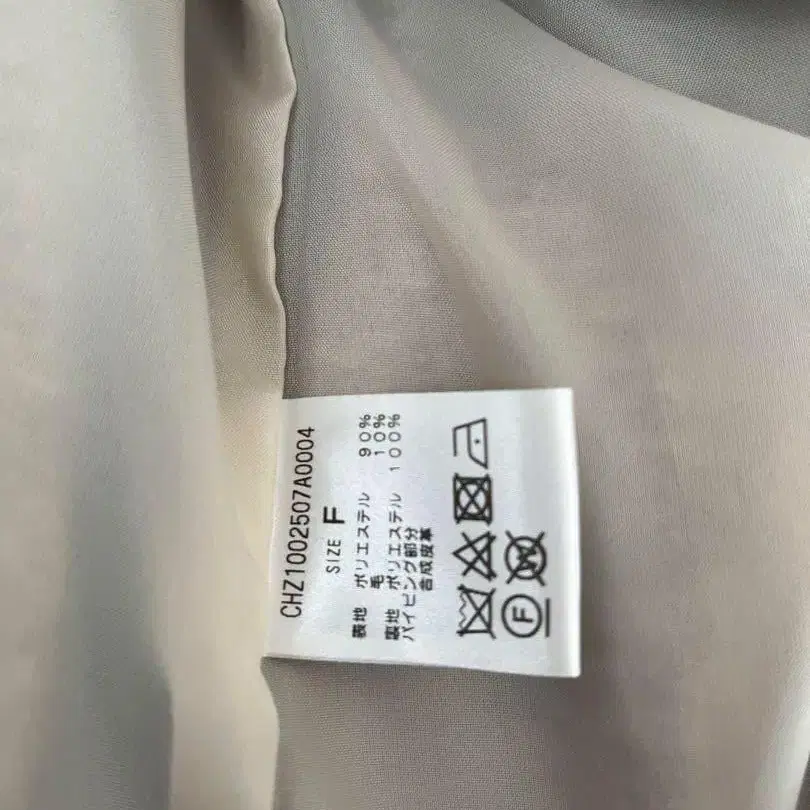 CHZ1002507A0004
SIZE F
表地 ポリエステル 90%
毛 10%
裏地 ポリエステル 100%
パイピング部分
合成皮革
F W